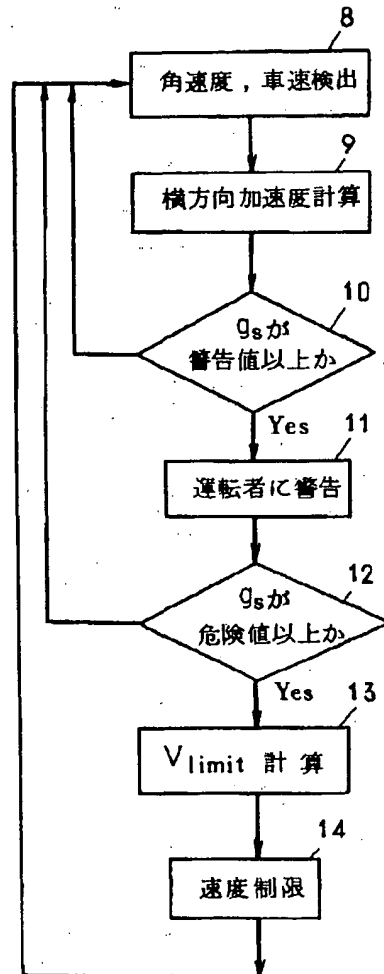 8
角速度，車速検出
9
横方向加速度計算
10
gsが
警告値以上か
Yes
11
運転者に警告
12
gsが
危険値以上か
Yes
13
Vlimit 計算
14
速度制限